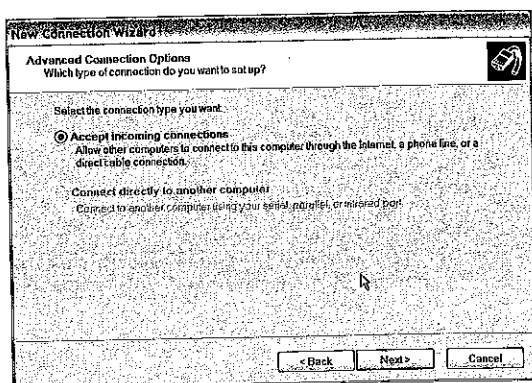 New Connection Wizard
Advanced Connection Options
Which type of connection do you want to set up?
Select the connection type you want:
Accept incoming connections
Allow other computers to connect to this computer through the Internet, a phone line, or a
direct cable connection.
Connect directly to another computer
Connect to another computer using your serial, parallel, or infrared port.
< Back
Next >
Cancel